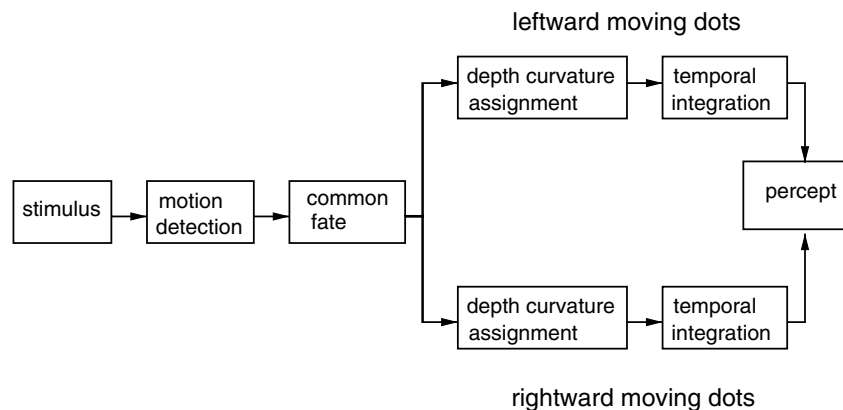 leftward moving dots
depth curvature
assignment
temporal
integration
stimulus
motion
detection
common
fate
percept
depth curvature
assignment
temporal
integration
rightward moving dots